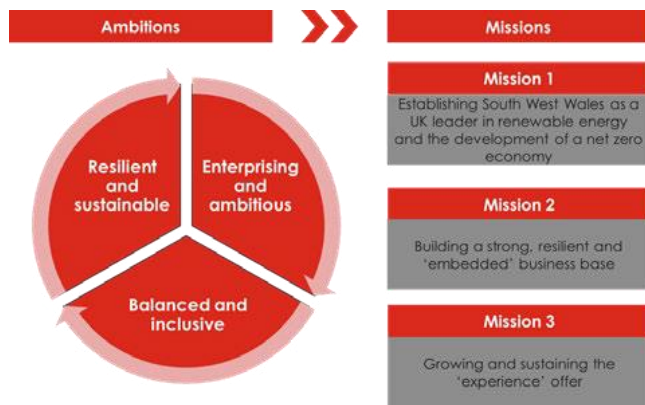 Ambitions
Missions
Resilient
and
sustainable
Enterprising
and
ambitious
Balanced and
inclusive
Mission 1
Establishing South West Wales as a
UK leader in renewable energy
and the development of a net zero
economy
Mission 2
Building a strong, resilient and
‘embedded’ business base
Mission 3
Growing and sustaining the
‘experience’ offer